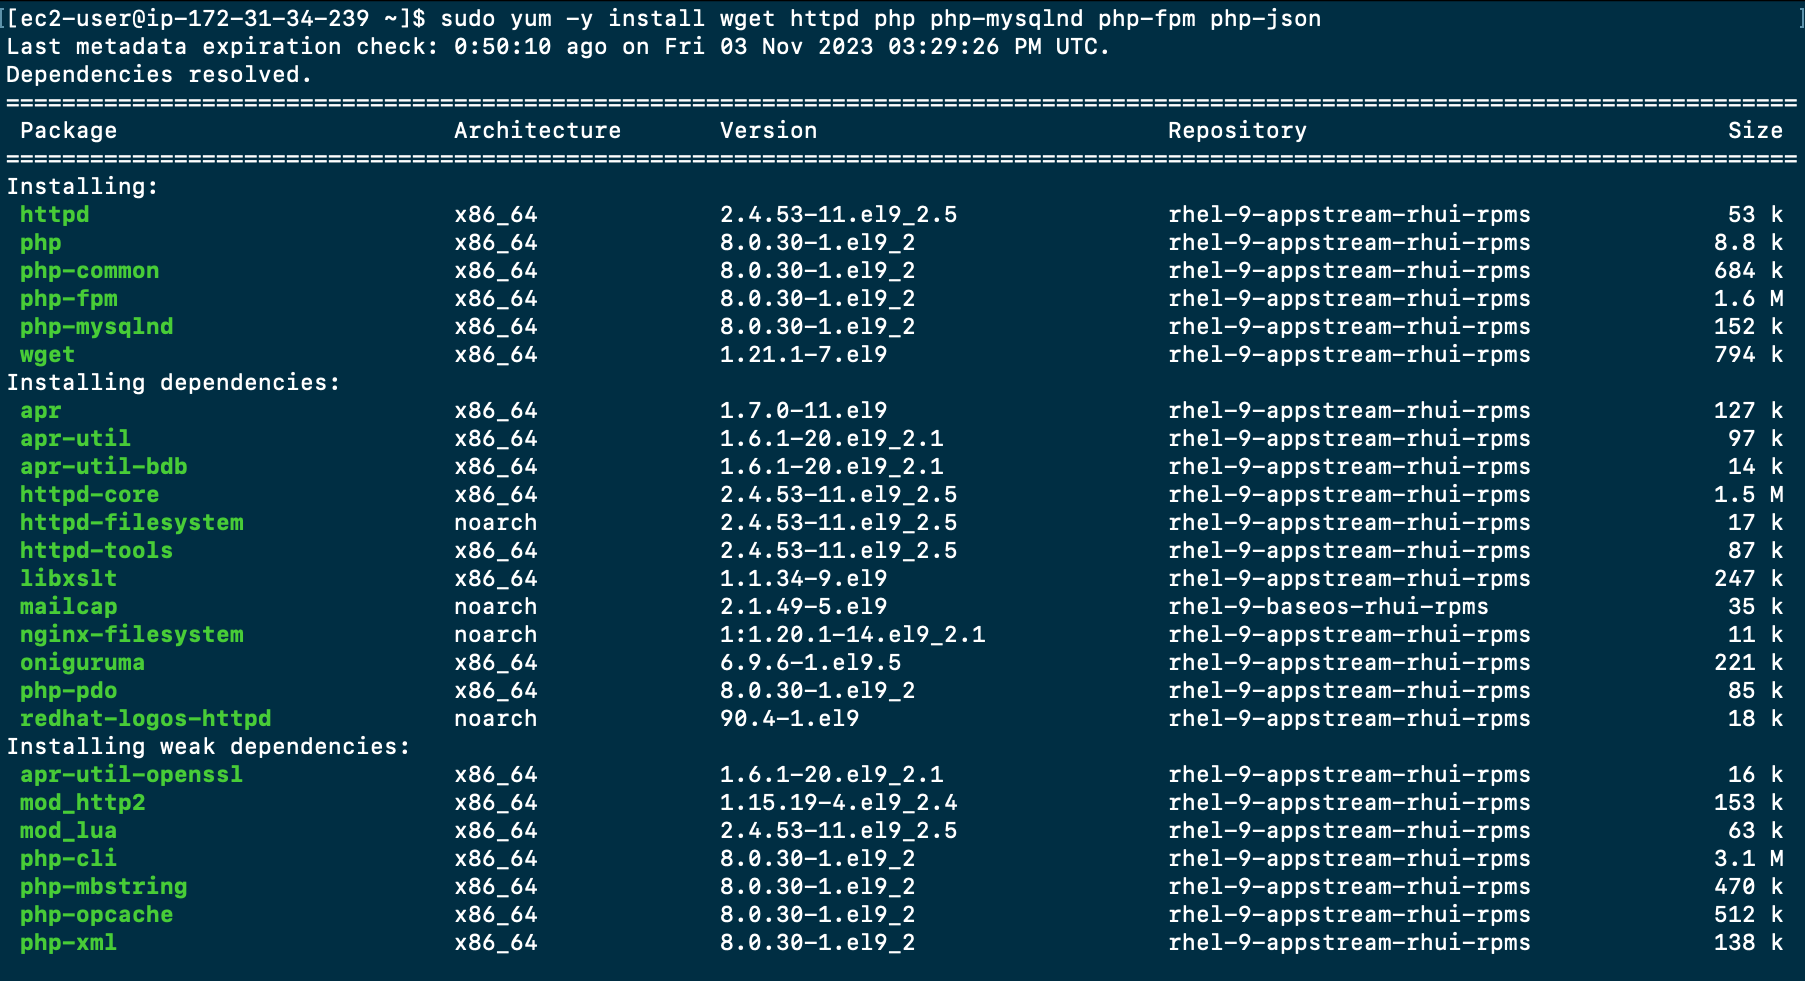 [[ec2-user@ip-172-31-34-239 ~]$ sudo yum -y install wget httpd php php-mysqlnd php-fpm php-json ]
Last metadata expiration check: 0:50:10 ago on Fri 03 Nov 2023 03:29:26 PM UTC.
Dependencies resolved.
================================================================================================================================
Package Architecture Version Repository Size
================================================================================================================================
Installing:
httpd x86_64 2.4.53-11.el9_2.5 rhel-9-appstream-rhui-rpms 53 k
php x86_64 8.0.30-1.el9_2 rhel-9-appstream-rhui-rpms 8.8 k
php-common x86_64 8.0.30-1.el9_2 rhel-9-appstream-rhui-rpms 684 k
php-fpm x86_64 8.0.30-1.el9_2 rhel-9-appstream-rhui-rpms 1.6 M
php-mysqlnd x86_64 8.0.30-1.el9_2 rhel-9-appstream-rhui-rpms 152 k
wget x86_64 1.21.1-7.el9 rhel-9-appstream-rhui-rpms 794 k
Installing dependencies:
apr x86_64 1.7.0-11.el9 rhel-9-appstream-rhui-rpms 127 k
apr-util x86_64 1.6.1-20.el9_2.1 rhel-9-appstream-rhui-rpms 97 k
apr-util-bdb x86_64 1.6.1-20.el9_2.1 rhel-9-appstream-rhui-rpms 14 k
httpd-core x86_64 2.4.53-11.el9_2.5 rhel-9-appstream-rhui-rpms 1.5 M
httpd-filesystem noarch 2.4.53-11.el9_2.5 rhel-9-appstream-rhui-rpms 17 k
httpd-tools x86_64 2.4.53-11.el9_2.5 rhel-9-appstream-rhui-rpms 87 k
libxslt x86_64 1.1.34-9.el9 rhel-9-appstream-rhui-rpms 247 k
mailcap noarch 2.1.49-5.el9 rhel-9-baseos-rhui-rpms 35 k
nginx-filesystem noarch 1:1.20.1-14.el9_2.1 rhel-9-appstream-rhui-rpms 11 k
oniguruma x86_64 6.9.6-1.el9.5 rhel-9-appstream-rhui-rpms 221 k
php-pdo x86_64 8.0.30-1.el9_2 rhel-9-appstream-rhui-rpms 85 k
redhat-logos-httpd noarch 90.4-1.el9 rhel-9-appstream-rhui-rpms 18 k
Installing weak dependencies:
apr-util-openssl x86_64 1.6.1-20.el9_2.1 rhel-9-appstream-rhui-rpms 16 k
mod_http2 x86_64 1.15.19-4.el9_2.4 rhel-9-appstream-rhui-rpms 153 k
mod_lua x86_64 2.4.53-11.el9_2.5 rhel-9-appstream-rhui-rpms 63 k
php-cli x86_64 8.0.30-1.el9_2 rhel-9-appstream-rhui-rpms 3.1 M
php-mbstring x86_64 8.0.30-1.el9_2 rhel-9-appstream-rhui-rpms 470 k
php-opcache x86_64 8.0.30-1.el9_2 rhel-9-appstream-rhui-rpms 512 k
php-xml x86_64 8.0.30-1.el9_2 rhel-9-appstream-rhui-rpms 138 k